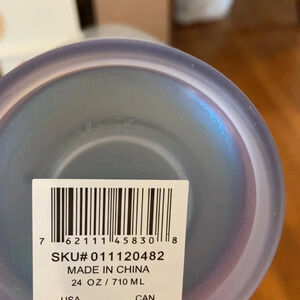 7 62111 45830 8
SKU# 011120482
MADE IN CHINA
24 OZ / 710 ML
USA CAN